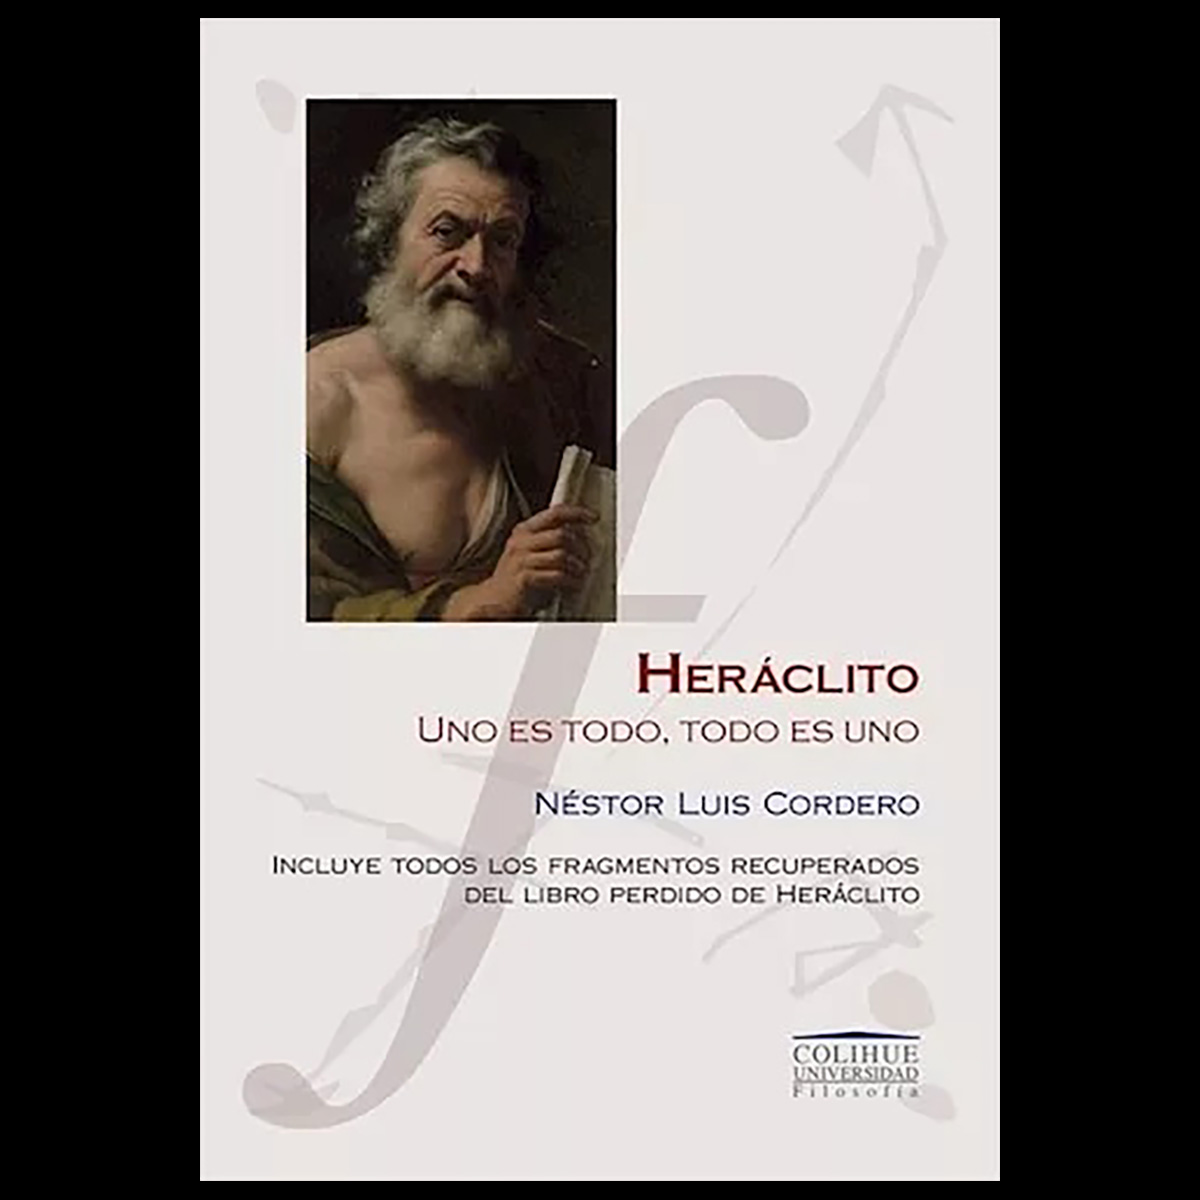 HERÁCLITO
UNO ES TODO, TODO ES UNO
NÉSTOR LUIS CORDERO
INCLUYE TODOS LOS FRAGMENTOS RECUPERADOS
DEL LIBRO PERDIDO DE HERÁCLITO
COLIHUE
UNIVERSIDAD
Filosofía